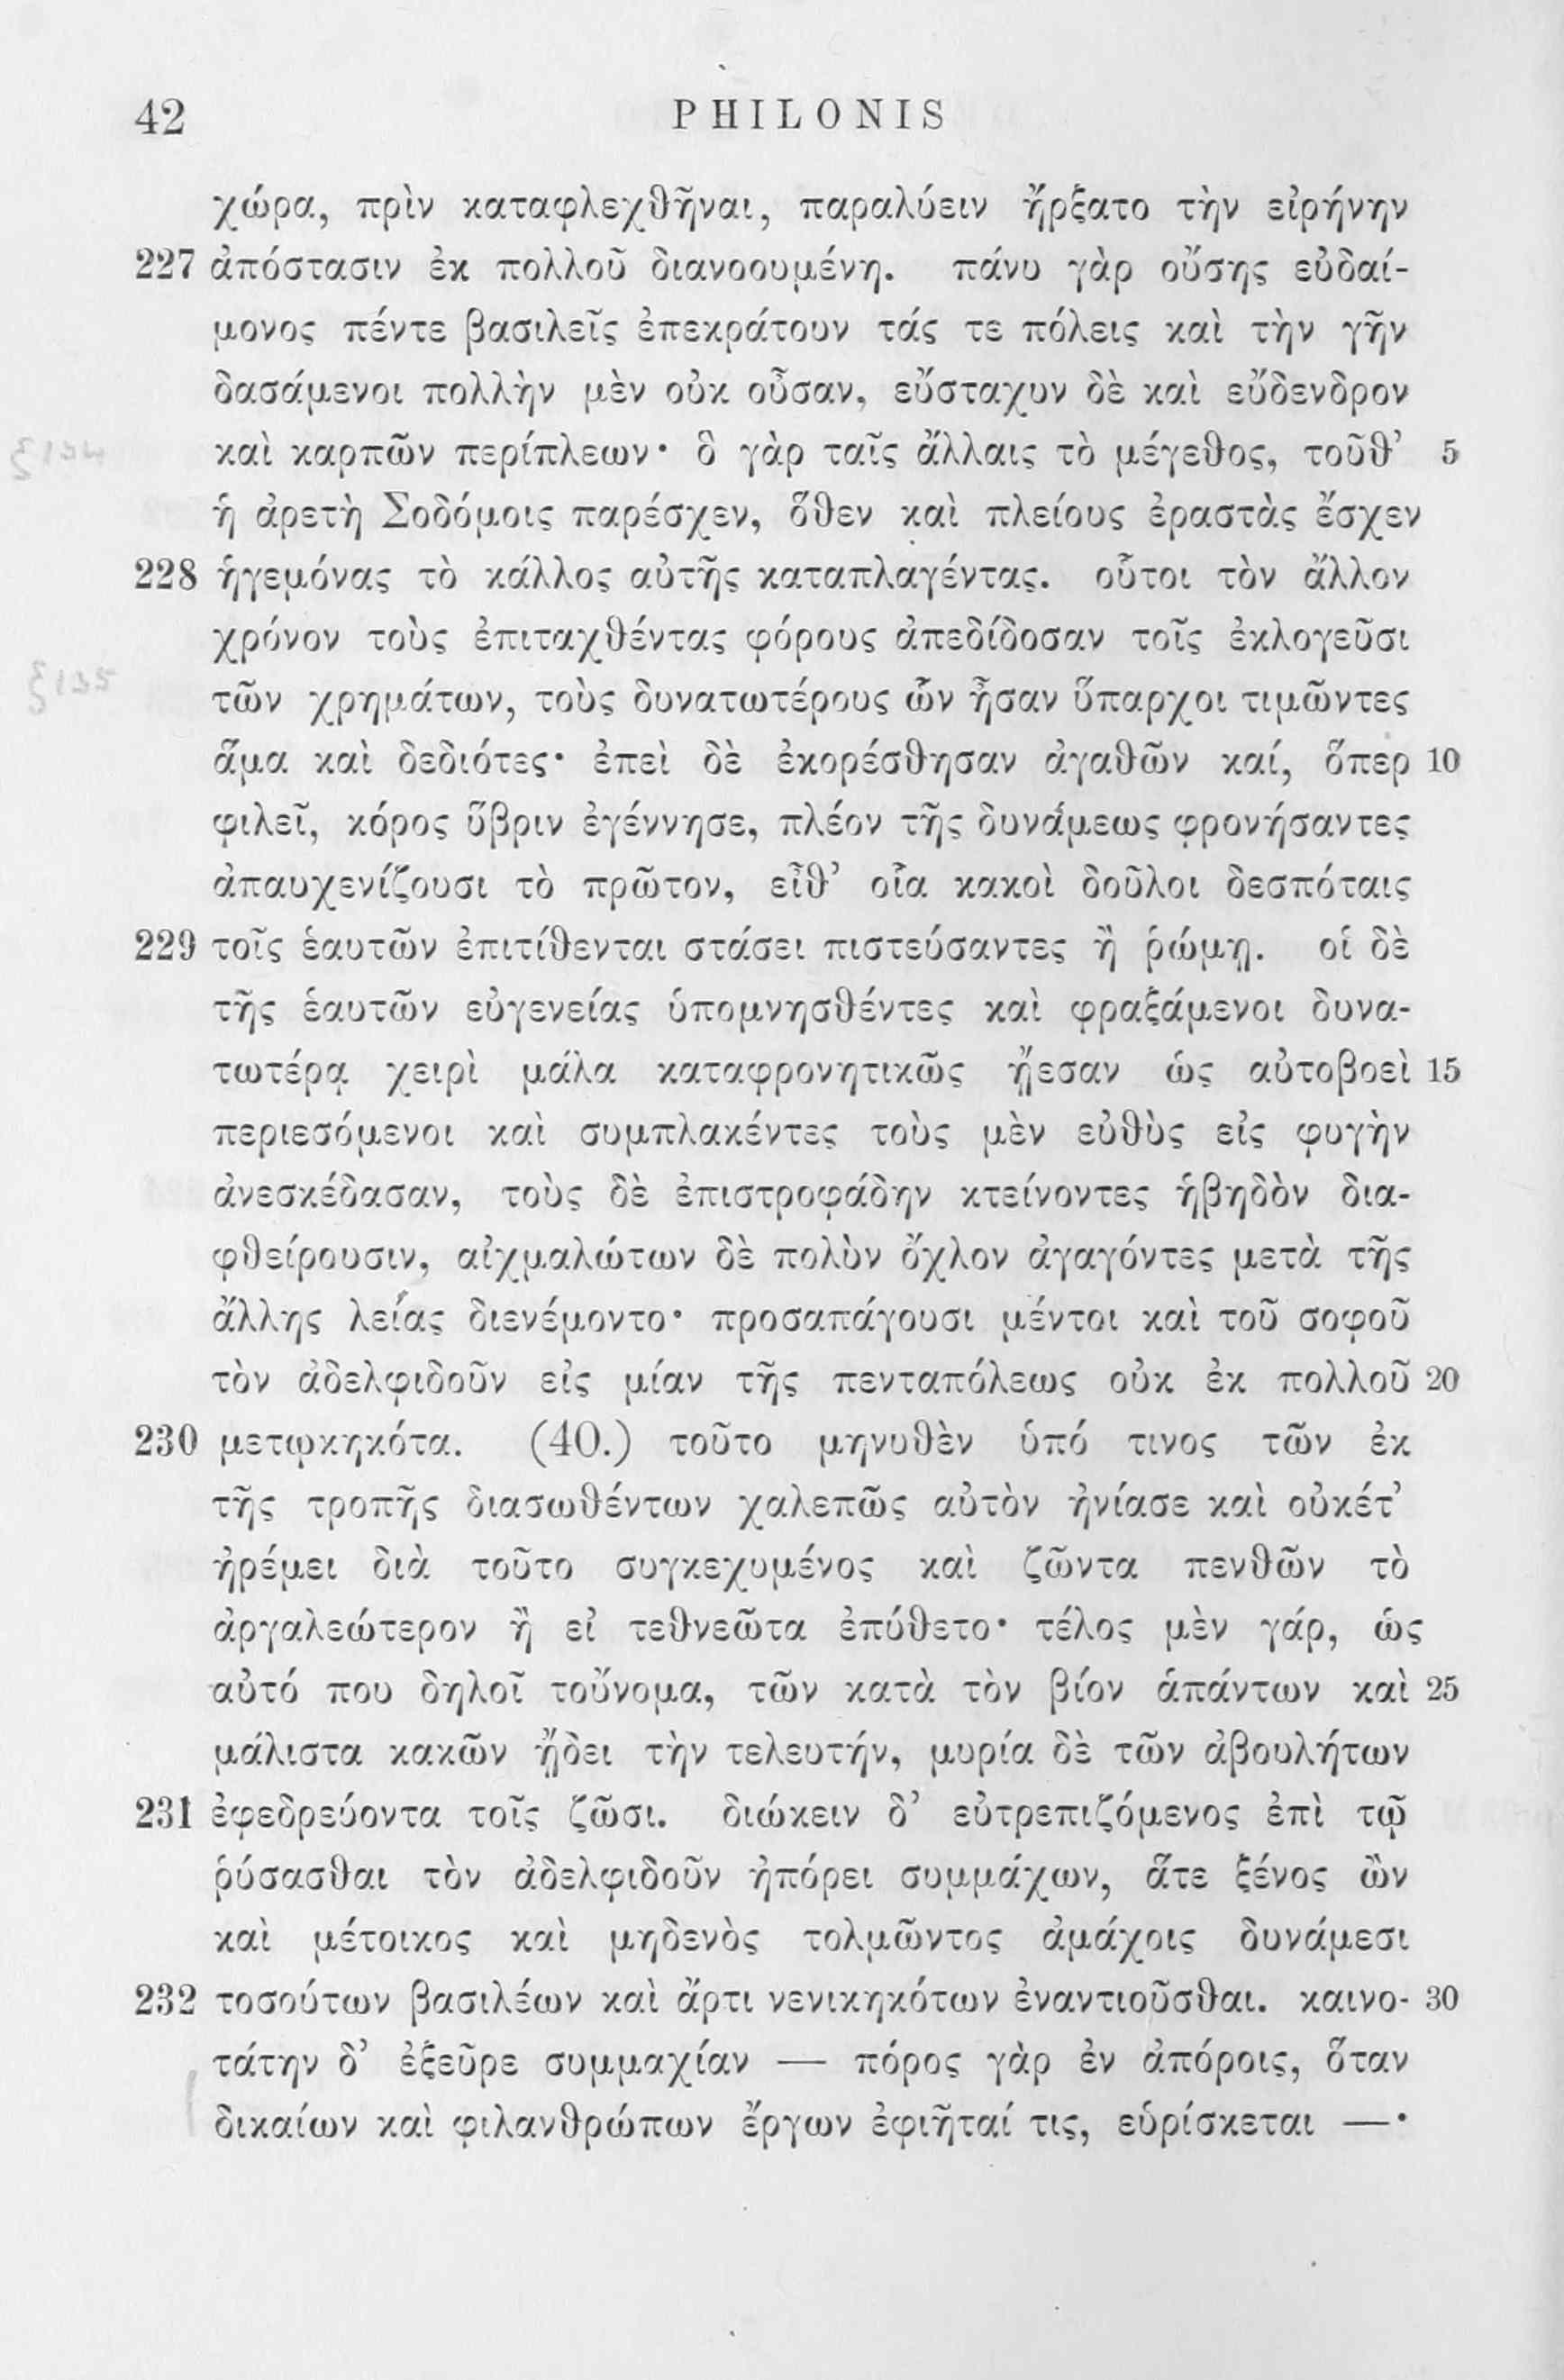 42 PHILONIS
χώρα, πρὶν καταφλεχθῆναι, παραλύειν ἤρξατο τὴν εἰρήνην
227 ἀπόστασιν ἐκ πολλοῦ διανοουμένη. πάνυ γὰρ οὔσης εὐδαί-
μονος πέντε βασιλεῖς ἐπεκράτουν τάς τε πόλεις καὶ τὴν γῆν
δασάμενοι πολλὴν μὲν οὐκ οὖσαν, εὔσταχυν δὲ καὶ εὔδενδρον
§134 καὶ καρπῶν περίπλεων· ὃ γὰρ ταῖς ἄλλαις τὸ μέγεθος, τοῦθ’ 5
ἡ ἀρετὴ Σοδόμοις παρέσχεν, ὅθεν καὶ πλείους ἐραστὰς ἔσχεν
228 ἡγεμόνας τὸ κάλλος αὐτῆς καταπλαγέντας. οὗτοι τὸν ἄλλον
χρόνον τοὺς ἐπιταχθέντας φόρους ἀπεδίδοσαν τοῖς ἐκλογεῦσι
§135 τῶν χρημάτων, τοὺς δυνατωτέρους ὧν ἦσαν ὕπαρχοι τιμῶντες
ἅμα καὶ δεδιότες· ἐπεὶ δὲ ἐκορέσθησαν ἀγαθῶν καί, ὅπερ 10
φιλεῖ, κόρος ὕβριν ἐγέννησε, πλέον τῆς δυνάμεως φρονήσαντες
ἀπαυχενίζουσι τὸ πρῶτον, εἶθ’ οἷα κακοὶ δοῦλοι δεσπόταις
229 τοῖς ἑαυτῶν ἐπιτίθενται στάσει πιστεύσαντες ἢ ῥώμῃ. οἱ δὲ
τῆς ἑαυτῶν εὐγενείας ὑπομνησθέντες καὶ φραξάμενοι δυνα-
τωτέρᾳ χειρὶ μάλα καταφρονητικῶς ᾔεσαν ὡς αὐτοβοεὶ 15
περιεσόμενοι καὶ συμπλακέντες τοὺς μὲν εὐθὺς εἰς φυγὴν
ἀνεσκέδασαν, τοὺς δὲ ἐπιστροφάδην κτείνοντες ἡβηδὸν δια-
φθείρουσιν, αἰχμαλώτων δὲ πολὺν ὄχλον ἀγαγόντες μετὰ τῆς
ἄλλης λείας διενέμοντο· προσαπάγουσι μέντοι καὶ τοῦ σοφοῦ
τὸν ἀδελφιδοῦν εἰς μίαν τῆς πενταπόλεως οὐκ ἐκ πολλοῦ 20
230 μετῳκηκότα. (40.) τοῦτο μηνυθὲν ὑπό τινος τῶν ἐκ
τῆς τροπῆς διασωθέντων χαλεπῶς αὐτὸν ἠνίασε καὶ οὐκέτ’
ἠρέμει διὰ τοῦτο συγκεχυμένος καὶ ζῶντα πενθῶν τὸ
ἀργαλεώτερον ἢ εἰ τεθνεῶτα ἐπύθετο· τέλος μὲν γάρ, ὡς
αὐτό που δηλοῖ τοὔνομα, τῶν κατὰ τὸν βίον ἁπάντων καὶ 25
μάλιστα κακῶν ᾔδει τὴν τελευτήν, μυρία δὲ τῶν ἀβουλήτων
231 ἐφεδρεύοντα τοῖς ζῶσι. διώκειν δ’ εὐτρεπιζόμενος ἐπὶ τῷ
ῥύσασθαι τὸν ἀδελφιδοῦν ἠπόρει συμμάχων, ἅτε ξένος ὢν
καὶ μέτοικος καὶ μηδενὸς τολμῶντος ἀμάχοις δυνάμεσι
232 τοσούτων βασιλέων καὶ ἄρτι νενικηκότων ἐναντιοῦσθαι. καινο- 30
τάτην δ’ ἐξεῦρε συμμαχίαν — πόρος γὰρ ἐν ἀπόροις, ὅταν
δικαίων καὶ φιλανθρώπων ἔργων ἐφιῆταί τις, εὑρίσκεται —·